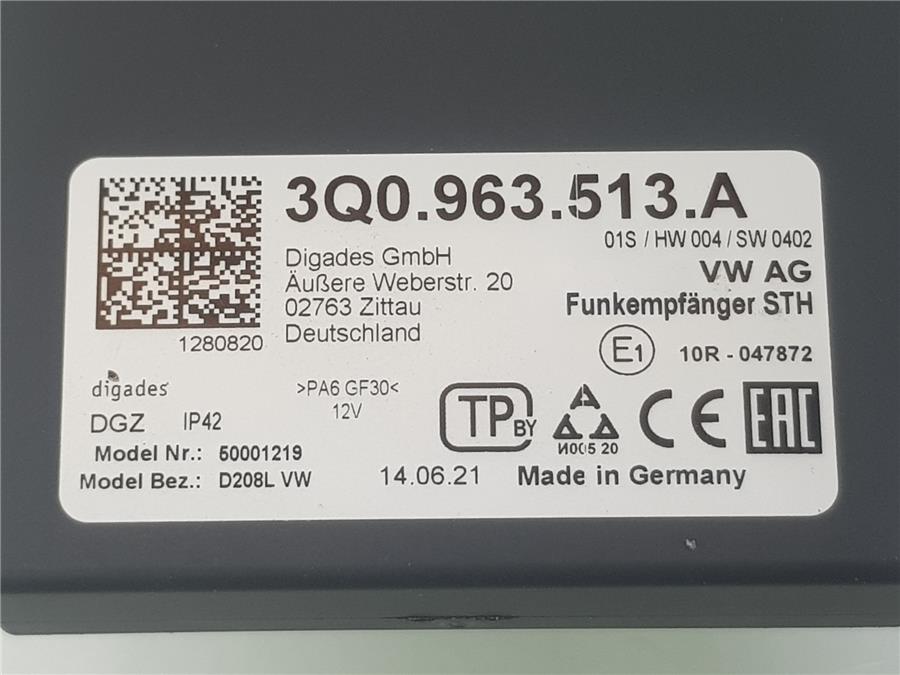 3Q0.963.513.A
01S / HW 004 / SW 0402
VW AG
Funkempfänger STH
Digades GmbH
Äußere Weberstr. 20
02763 Zittau
Deutschland
1280820
E1 10R - 047872
digades
>PA6 GF30<
12V
DGZ IP42
Model Nr.: 50001219
Model Bez.: D208L VW
TP BY
И005 20
CE
EAC
14.06.21
Made in Germany